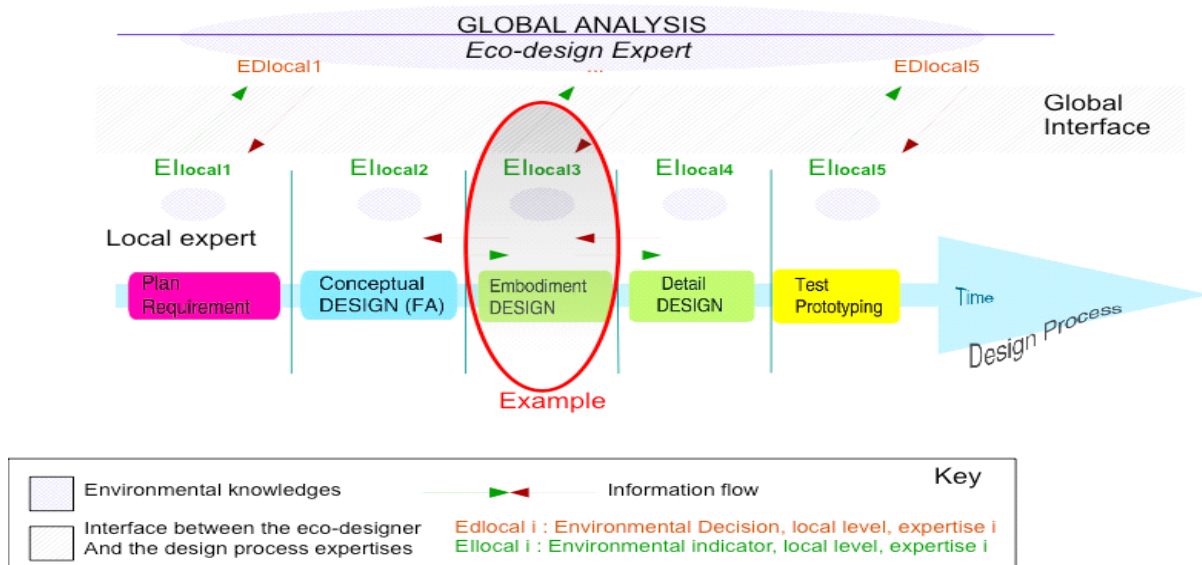 GLOBAL ANALYSIS
Eco-design Expert
EDlocal1
...
EDlocal5
Global
Interface
EIlocal1
EIlocal2
EIlocal3
EIlocal4
EIlocal5
Local expert
Plan
Requirement
Conceptual
DESIGN (FA)
Embodiment
DESIGN
Detail
DESIGN
Test
Prototyping
Time
Design Process
Example
Key
Environmental knowledges
Information flow
Interface between the eco-designer
And the design process expertises
Edlocal i : Environmental Decision, local level, expertise i
EIlocal i : Environmental indicator, local level, expertise i